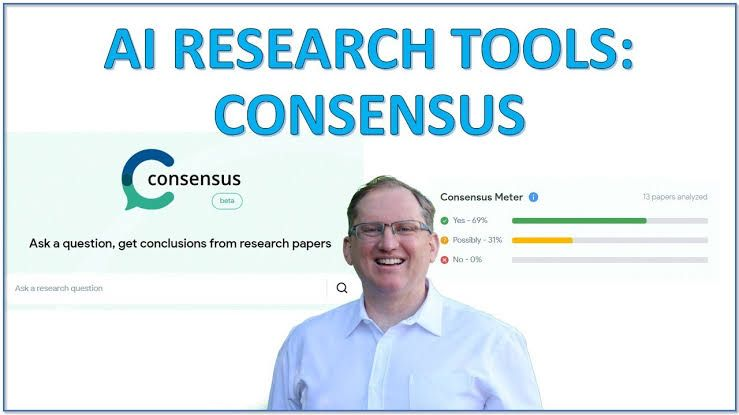 AI RESEARCH TOOLS:
CONSENSUS
consensus
beta
Ask a question, get conclusions from research papers
Ask a research question
Consensus Meter
13 papers analyzed
Yes - 69%
Possibly - 31%
No - 0%